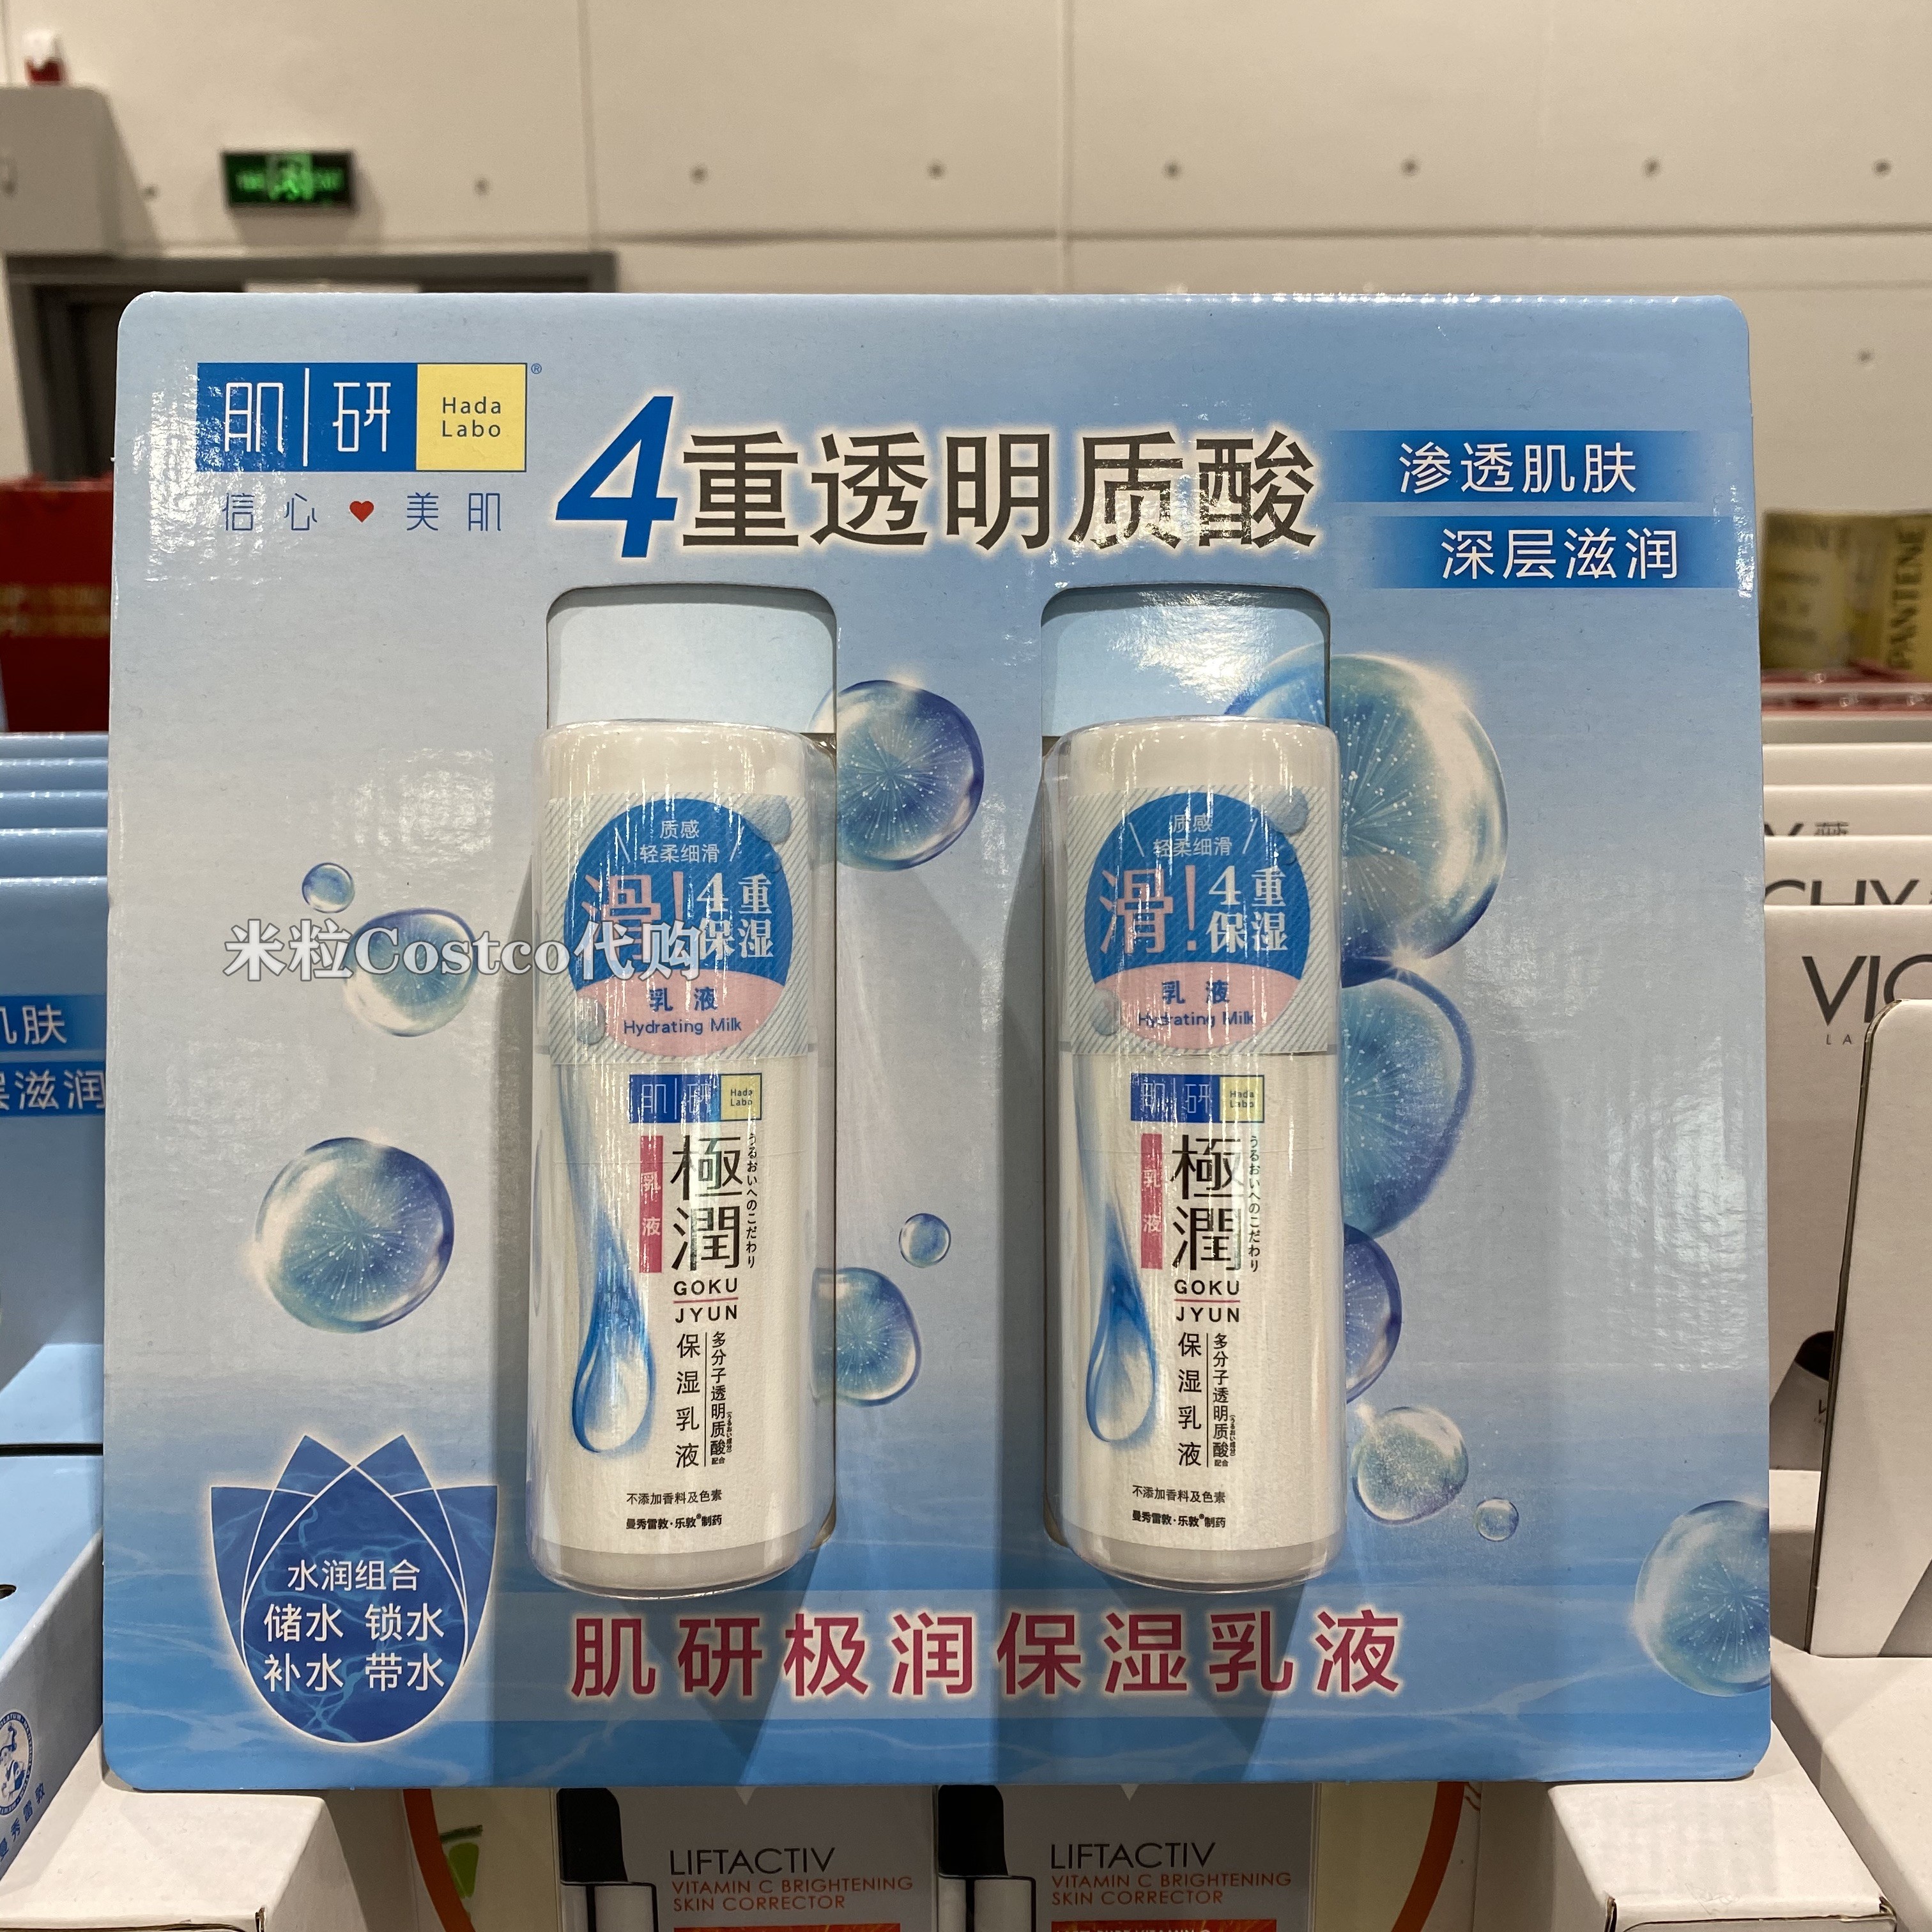 肌研 Hada Labo®
信心 美肌
4重透明质酸
渗透肌肤
深层滋润
质感
轻柔细滑
滑！4重保湿
乳液
Hydrating Milk
肌研 Hada Labo
乳液
極潤
うるおいへのこだわり
GOKU
JYUN
保湿乳液
多分子透明质酸
配合
不添加香料及色素
曼秀雷敦·乐敦®制药
质感
轻柔细滑
滑！4重保湿
乳液
Hydrating Milk
肌研 Hada Labo
乳液
極潤
うるおいへのこだわり
GOKU
JYUN
保湿乳液
多分子透明质酸
配合
不添加香料及色素
曼秀雷敦·乐敦®制药
米粒Costco代购
水润组合
储水 锁水
补水 带水
肌研极润保湿乳液
肌肤
层滋润
PANTENE
LIFTACTIV
VITAMIN C BRIGHTENING
SKIN CORRECTOR
LIFTACTIV
VITAMIN C BRIGHTENING
SKIN CORRECTOR